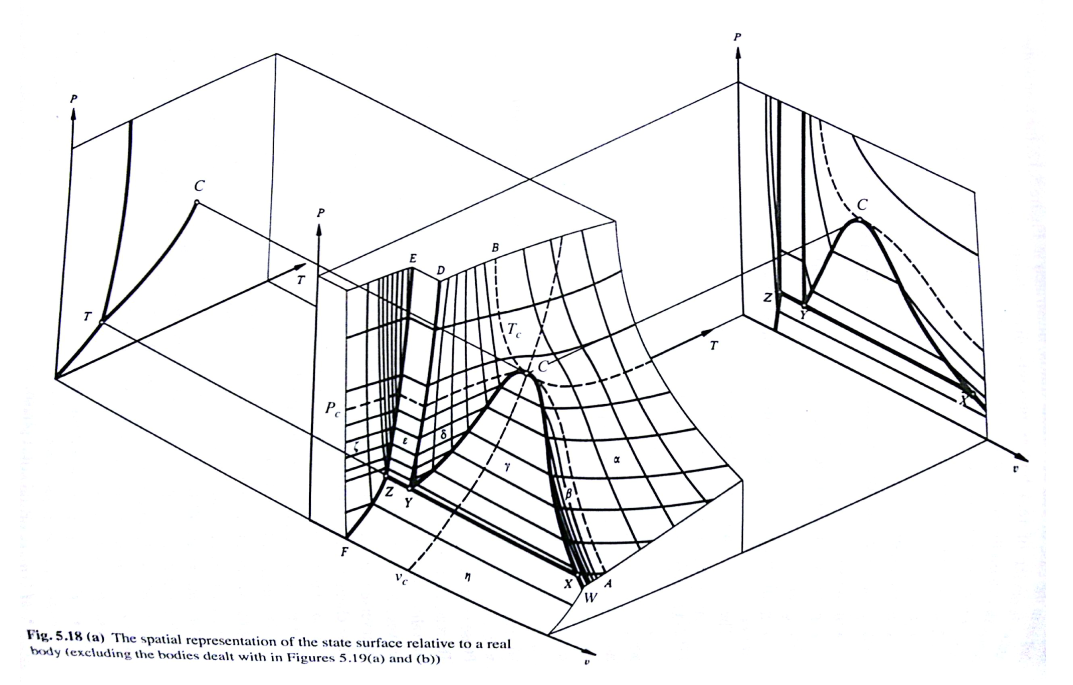 P
P
C
T
T
P
E
D
B
T_c
C
T
P_c
ζ
ε
δ
γ
β
α
Z
Y
X
A
W
F
v_c
η
v
C
Z
Y
X
v
Fig. 5.18 (a) The spatial representation of the state surface relative to a real
body (excluding the bodies dealt with in Figures 5.19(a) and (b))